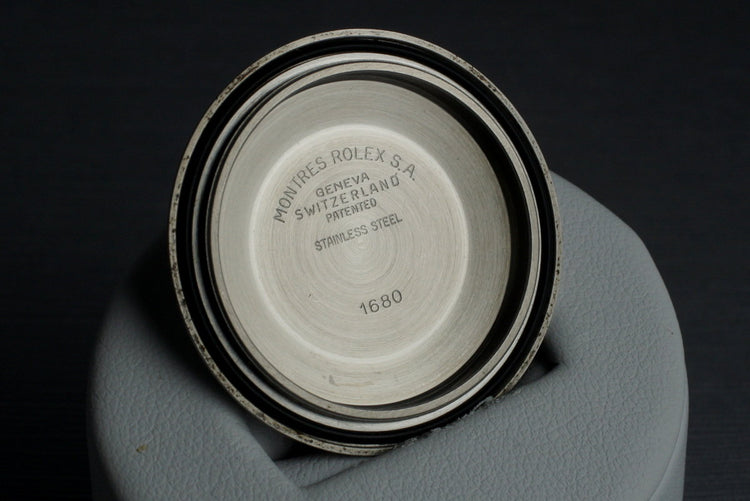 MONTRES ROLEX S.A.
GENEVA
SWITZERLAND
PATENTED
STAINLESS STEEL
1680